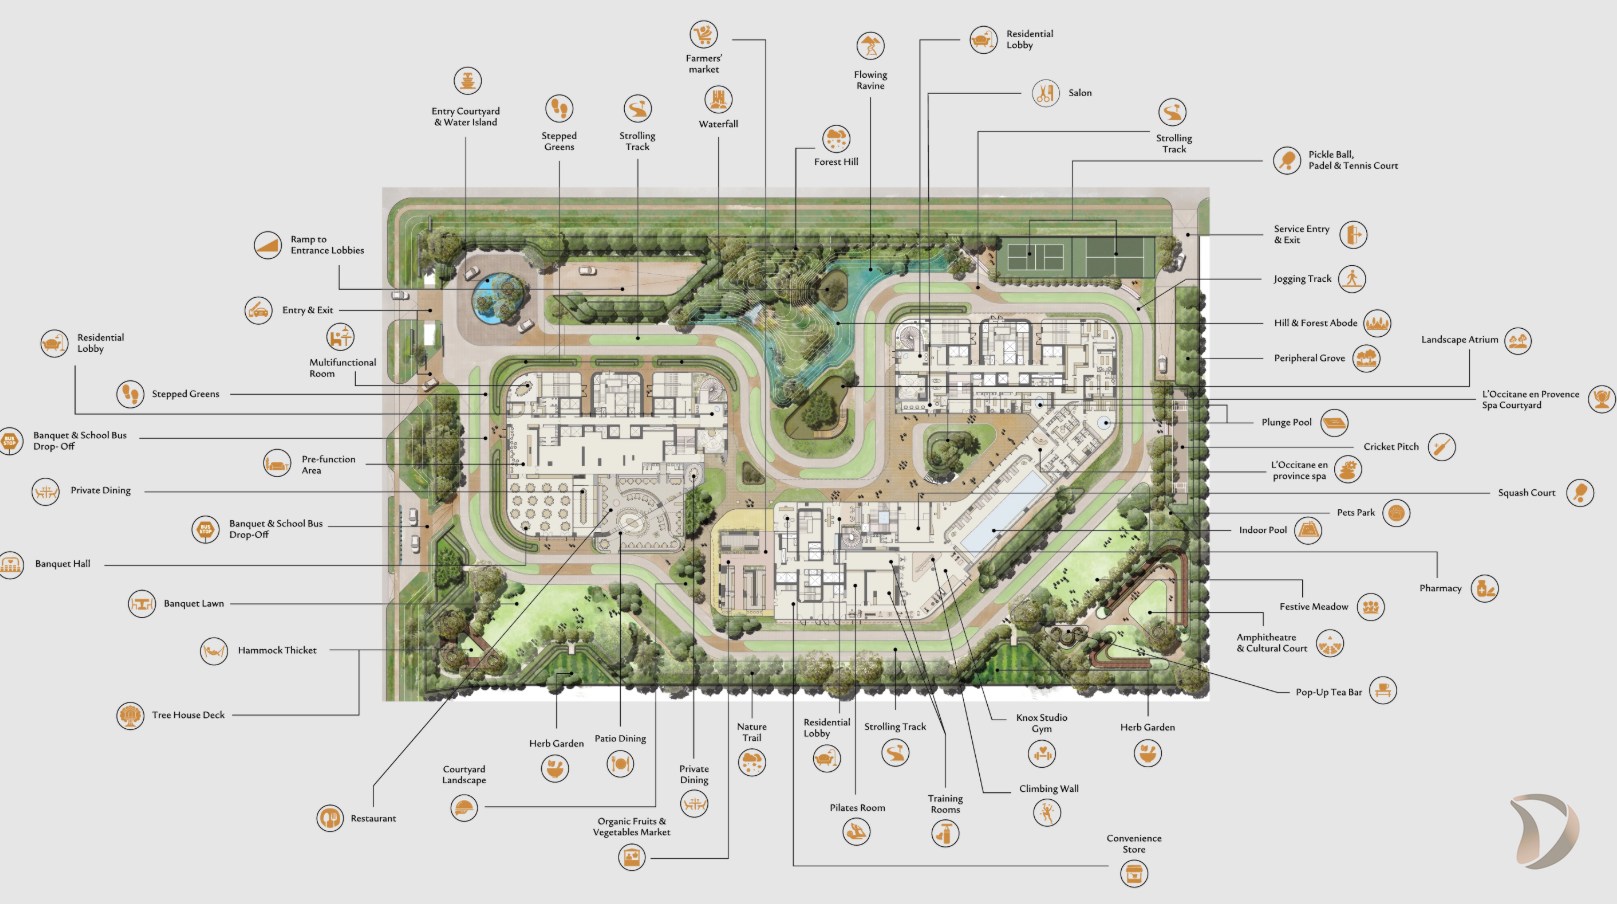 Farmers'
market
Residential
Lobby
Flowing
Ravine
Entry Courtyard
& Water Island
Salon
Waterfall
Stepped
Greens
Strolling
Track
Forest Hill
Strolling
Track
Pickle Ball,
Padel & Tennis Court
Ramp to
Entrance Lobbies
Service Entry
& Exit
Jogging Track
Entry & Exit
Hill & Forest Abode
Residential
Lobby
Landscape Atrium
Multifunctional
Room
Peripheral Grove
Stepped Greens
L'Occitane en Provence
Spa Courtyard
Plunge Pool
BUS
STOP
Banquet & School Bus
Drop- Off
Cricket Pitch
Pre-function
Area
L'Occitane en
province spa
Private Dining
Squash Court
Pets Park
BUS
STOP
Banquet & School Bus
Drop-Off
Indoor Pool
Banquet Hall
Pharmacy
Banquet Lawn
Festive Meadow
Amphitheatre
& Cultural Court
Hammock Thicket
Pop-Up Tea Bar
Tree House Deck
Herb Garden
Patio Dining
Nature
Trail
Residential
Lobby
Strolling Track
Knox Studio
Gym
Herb Garden
Courtyard
Landscape
Private
Dining
Climbing Wall
Restaurant
Organic Fruits &
Vegetables Market
Pilates Room
Training
Rooms
Convenience
Store